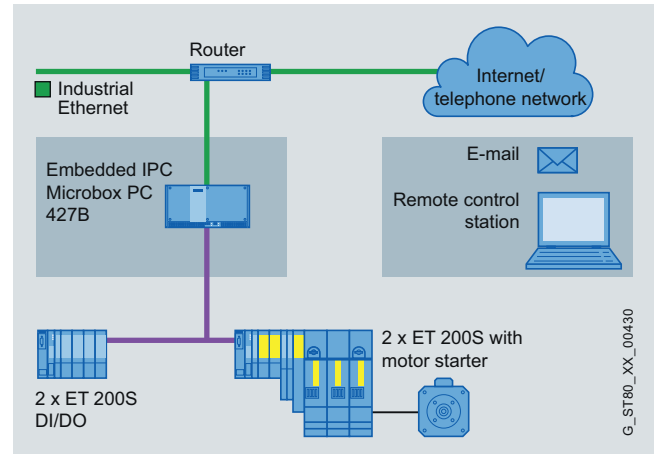 Router
Industrial
Ethernet
Internet/
telephone network
Embedded IPC
Microbox PC
427B
E-mail
Remote control
station
2 x ET 200S
DI/DO
2 x ET 200S with
motor starter
G_ST80_XX_00430